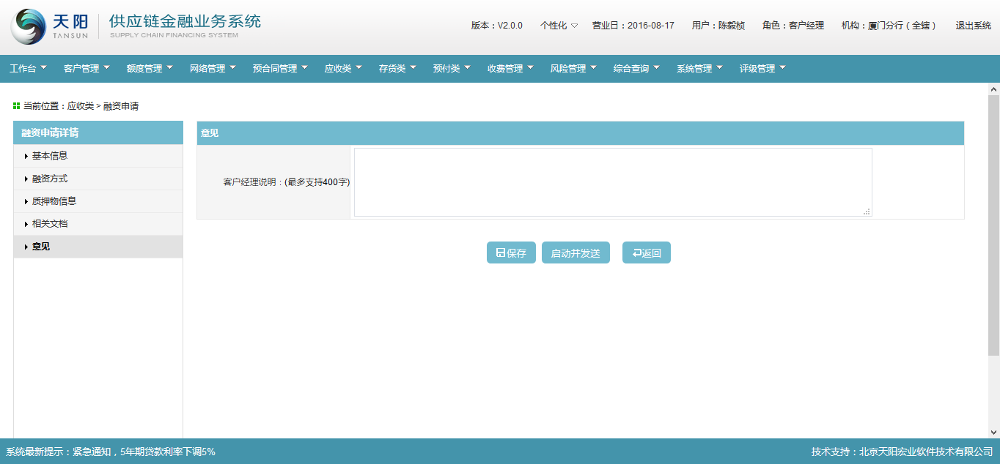 天阳 TANSUN 供应链金融业务系统 SUPPLY CHAIN FINANCING SYSTEM
版本：V2.0.0 个性化 营业日：2016-08-17 用户：陈毅桢 角色：客户经理 机构：厦门分行（全辖） 退出系统
工作台 客户管理 额度管理 网络管理 预合同管理 应收类 存货类 预付类 收费管理 风险管理 综合查询 系统管理 评级管理
当前位置：应收类 > 融资申请
融资申请详情
基本信息
融资方式
质押物信息
相关文档
意见
意见
客户经理说明：(最多支持400字)
保存 启动并发送 返回
系统最新提示：紧急通知，5年期贷款利率下调5%
技术支持：北京天阳宏业软件技术有限公司